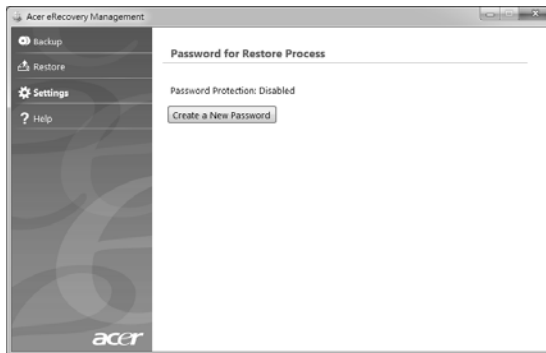 Acer eRecovery Management
Backup
Restore
Settings
Help
Password for Restore Process
Password Protection: Disabled
Create a New Password
acer